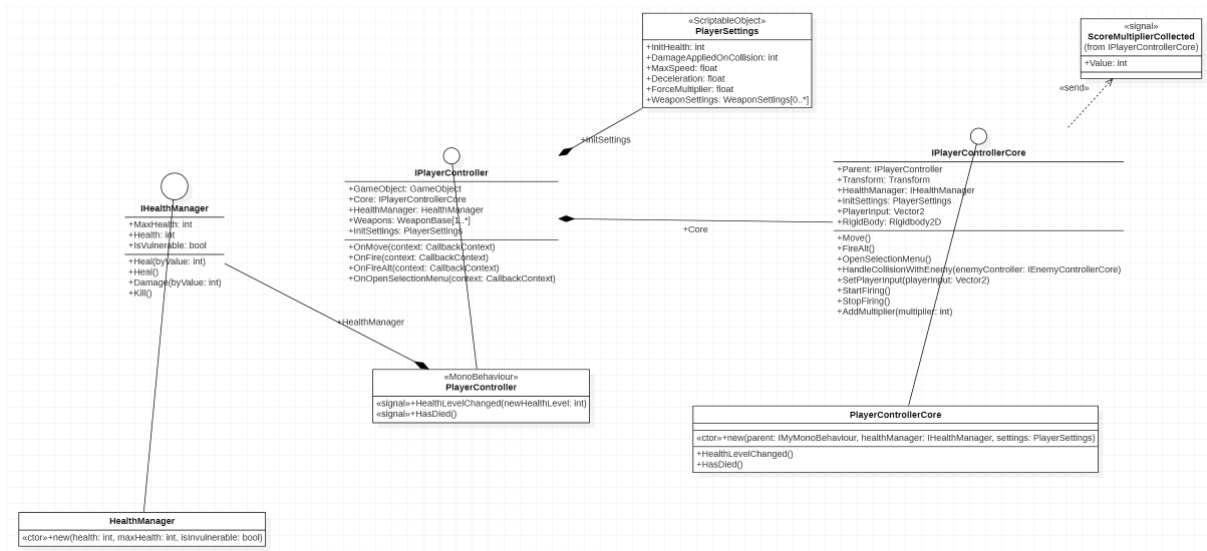 «ScriptableObject»
PlayerSettings
+InitHealth: int
+DamageAppliedOnCollision: int
+MaxSpeed: float
+Deceleration: float
+ForceMultiplier: float
+WeaponSettings: WeaponSettings[0..*]
«signal»
ScoreMultiplierCollected
(from IPlayerControllerCore)
+Value: int
«send»
+InitSettings
IPlayerController
+GameObject: GameObject
+Core: IPlayerControllerCore
+HealthManager: HealthManager
+Weapons: WeaponBase[1..*]
+InitSettings: PlayerSettings
+OnMove(context: CallbackContext)
+OnFire(context: CallbackContext)
+OnFireAlt(context: CallbackContext)
+OnOpenSelectionMenu(context: CallbackContext)
+Core
IPlayerControllerCore
+Parent: IPlayerController
+Transform: Transform
+HealthManager: IHealthManager
+InitSettings: PlayerSettings
+PlayerInput: Vector2
+RigidBody: Rigidbody2D
+Move()
+FireAlt()
+OpenSelectionMenu()
+HandleCollisionWithEnemy(enemyController: IEnemyControllerCore)
+SetPlayerInput(playerInput: Vector2)
+StartFiring()
+StopFiring()
+AddMultiplier(multiplier: int)
IHealthManager
+MaxHealth: int
+Health: int
+IsVulnerable: bool
+Heal(byValue: int)
+Heal()
+Damage(byValue: int)
+Kill()
+HealthManager
«MonoBehaviour»
PlayerController
«signal»+HealthLevelChanged(newHealthLevel: int)
«signal»+HasDied()
PlayerControllerCore
«ctor»+new(parent: IMyMonoBehaviour, healthManager: IHealthManager, settings: PlayerSettings)
+HealthLevelChanged()
+HasDied()
HealthManager
«ctor»+new(health: int, maxHealth: int, isInvulnerable: bool)